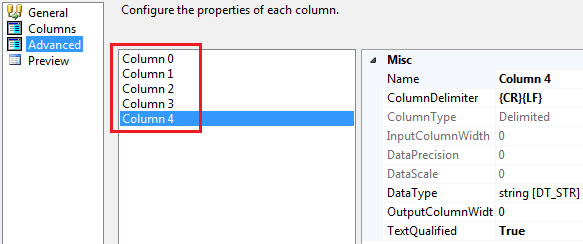 Configure the properties of each column.
General
Columns
Advanced
Preview
Column 0
Column 1
Column 2
Column 3
Column 4
Misc
Name Column 4
ColumnDelimiter {CR}{LF}
ColumnType Delimited
InputColumnWidth 0
DataPrecision 0
DataScale 0
DataType string [DT_STR]
OutputColumnWidt 0
TextQualified True